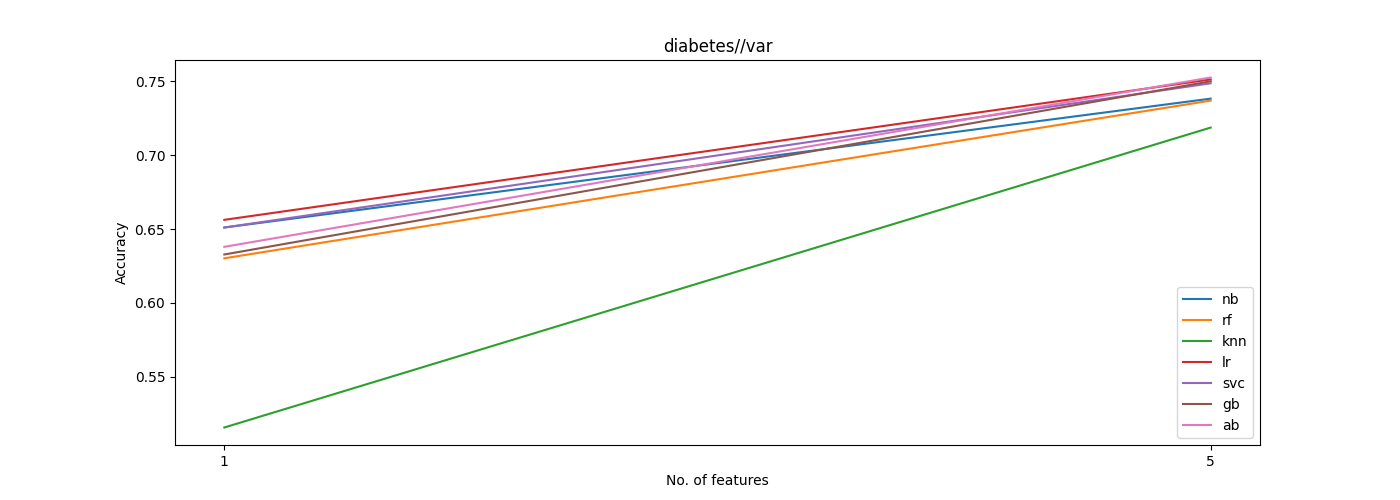 diabetes//var
Accuracy
0.75
0.70
0.65
0.60
0.55
1
5
No. of features
nb
rf
knn
lr
svc
gb
ab